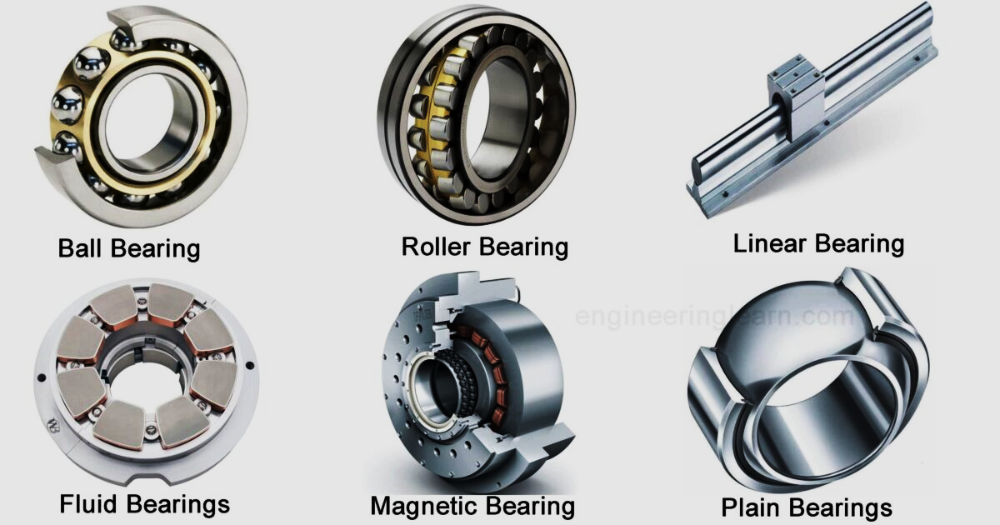 Ball Bearing
Roller Bearing
Linear Bearing
engineeringlearn.com
Fluid Bearings
Magnetic Bearing
Plain Bearings